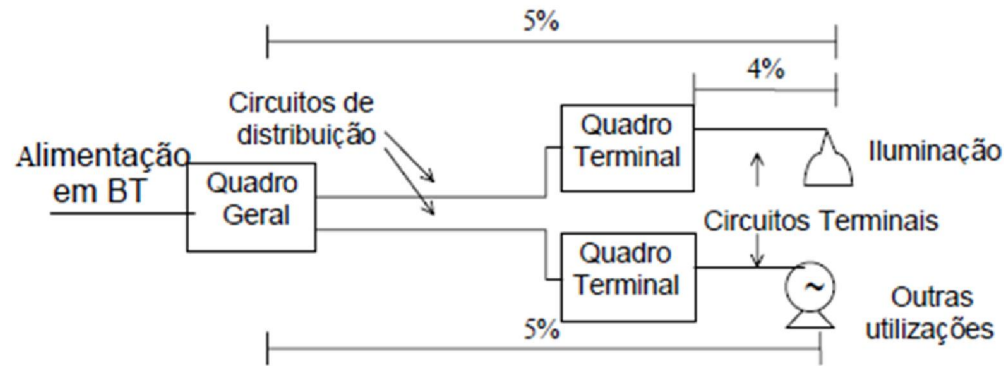 5%
4%
Circuitos de
distribuição
Quadro
Terminal
Iluminação
Alimentação
em BT
Quadro
Geral
Circuitos Terminais
Quadro
Terminal
~
Outras
utilizações
5%